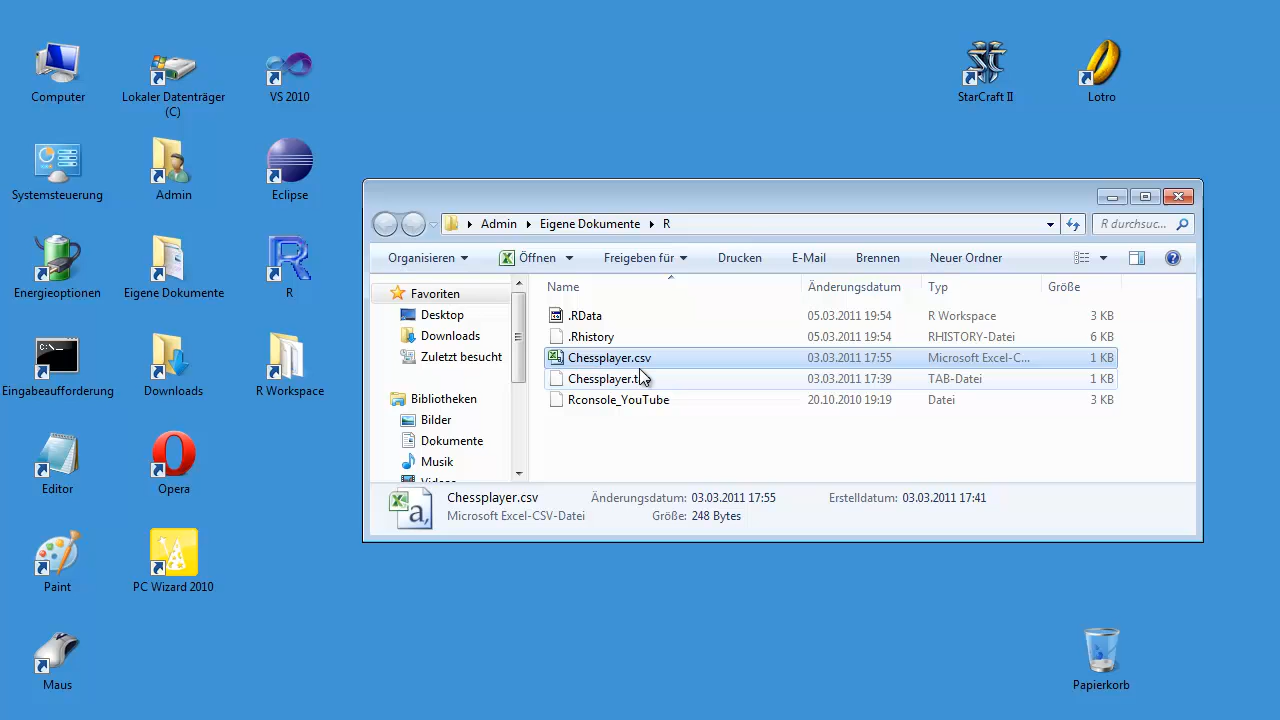 Computer
Lokaler Datenträger
(C)
VS 2010
StarCraft II
Lotro
Systemsteuerung
Admin
Eclipse
Energieoptionen
Eigene Dokumente
R
Eingabeaufforderung
Downloads
R Workspace
Editor
Opera
Paint
PC Wizard 2010
Maus
Papierkorb
Admin Eigene Dokumente R
R durchsuc...
Organisieren Öffnen Freigeben für Drucken E-Mail Brennen Neuer Ordner
Favoriten
Desktop
Downloads
Zuletzt besucht
Bibliotheken
Bilder
Dokumente
Musik
Name Änderungsdatum Typ Größe
.RData 05.03.2011 19:54 R Workspace 3 KB
.Rhistory 05.03.2011 19:54 RHISTORY-Datei 6 KB
Chessplayer.csv 03.03.2011 17:55 Microsoft Excel-C... 1 KB
Chessplayer.t 03.03.2011 17:39 TAB-Datei 1 KB
Rconsole_YouTube 20.10.2010 19:19 Datei 3 KB
Chessplayer.csv Änderungsdatum: 03.03.2011 17:55 Erstelldatum: 03.03.2011 17:41
Microsoft Excel-CSV-Datei Größe: 248 Bytes